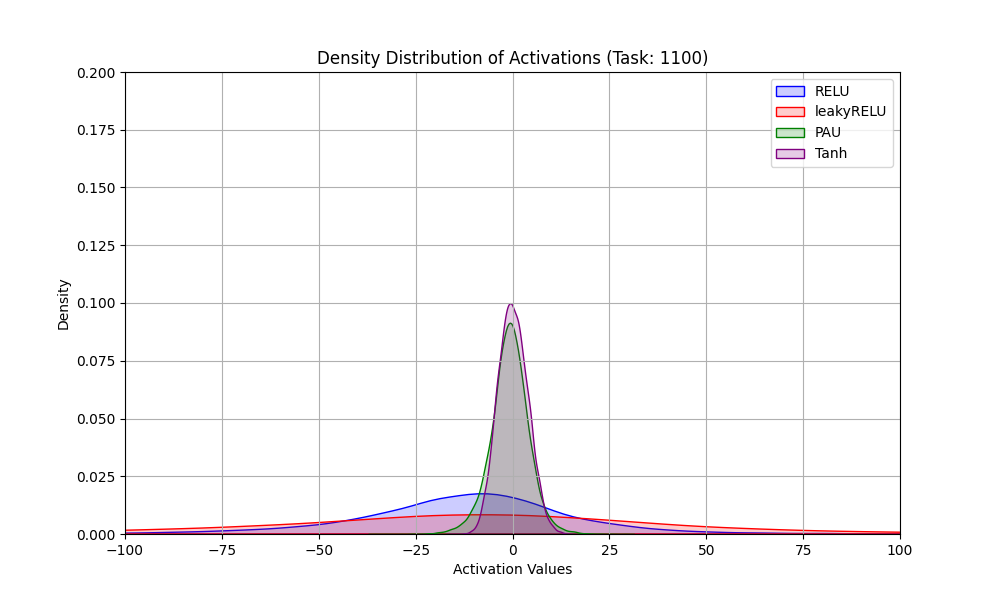 Density Distribution of Activations (Task: 1100)
0.200
0.175
0.150
0.125
0.100
0.075
0.050
0.025
0.000
Density
RELU
leakyRELU
PAU
Tanh
−100
−75
−50
−25
0
25
50
75
100
Activation Values